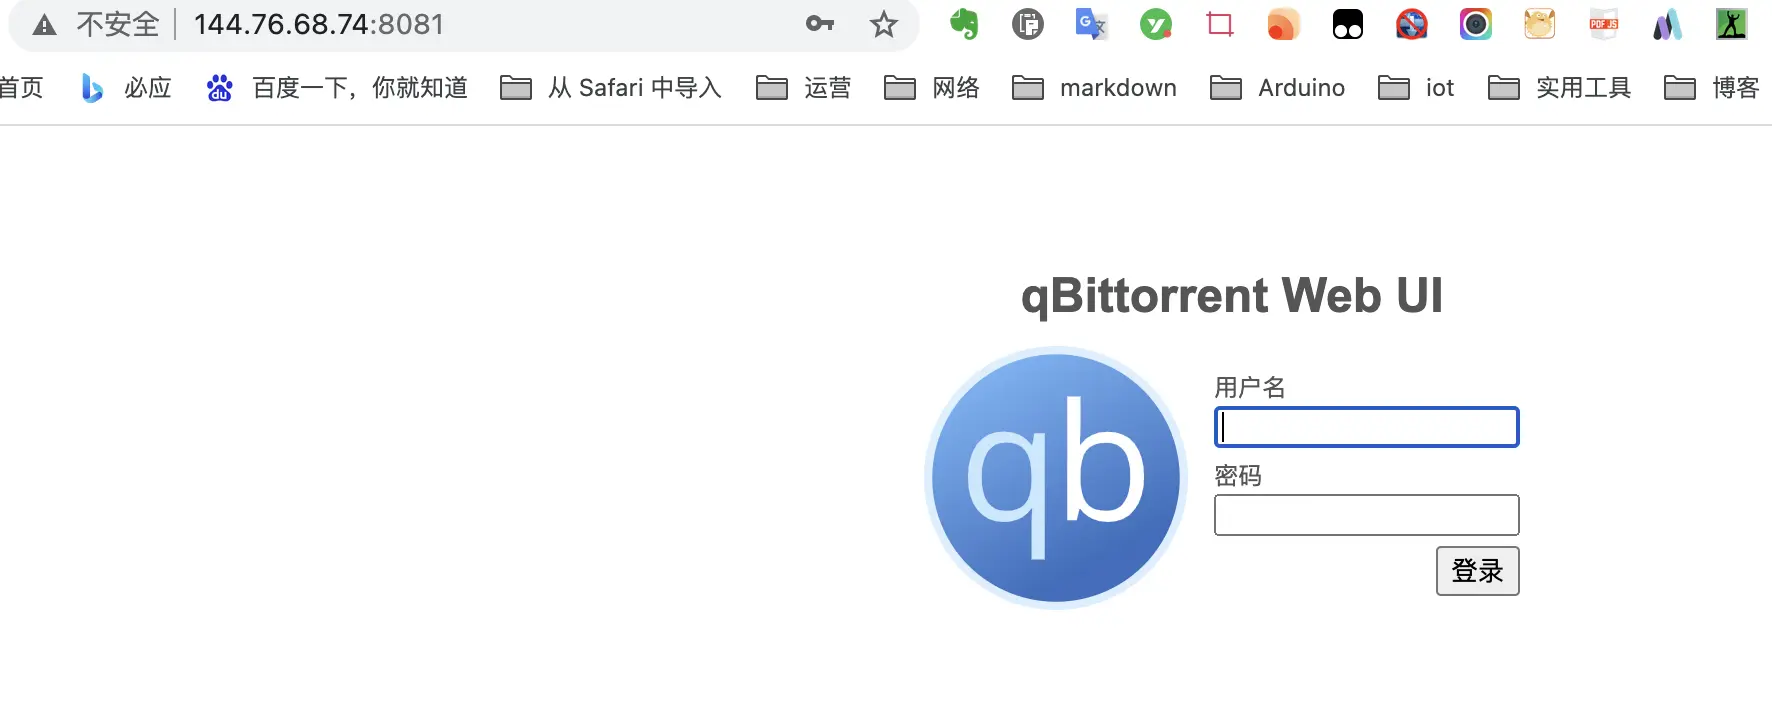 不安全 144.76.68.74:8081
首页 必应 百度一下，你就知道 从 Safari 中导入 运营 网络 markdown Arduino iot 实用工具 博客
qBittorrent Web UI
qb
用户名
密码
登录